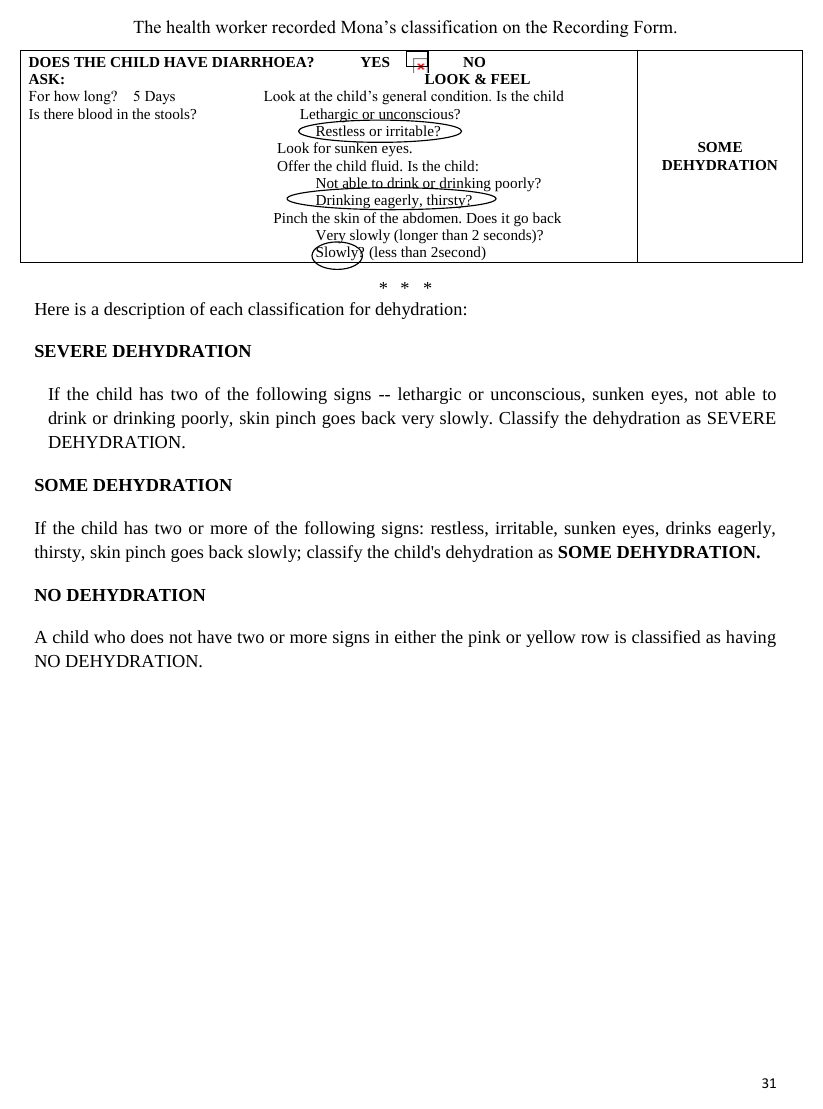 The health worker recorded Mona's classification on the Recording Form.
DOES THE CHILD HAVE DIARRHOEA? YES NO
ASK: LOOK & FEEL
For how long? 5 Days Look at the child's general condition. Is the child
Is there blood in the stools? Lethargic or unconscious?
Restless or irritable?
Look for sunken eyes.
Offer the child fluid. Is the child:
Not able to drink or drinking poorly?
Drinking eagerly, thirsty?
Pinch the skin of the abdomen. Does it go back
Very slowly (longer than 2 seconds)?
Slowly? (less than 2second)
SOME
DEHYDRATION
* * *
Here is a description of each classification for dehydration:
SEVERE DEHYDRATION
If the child has two of the following signs -- lethargic or unconscious, sunken eyes, not able to
drink or drinking poorly, skin pinch goes back very slowly. Classify the dehydration as SEVERE
DEHYDRATION.
SOME DEHYDRATION
If the child has two or more of the following signs: restless, irritable, sunken eyes, drinks eagerly,
thirsty, skin pinch goes back slowly; classify the child's dehydration as SOME DEHYDRATION.
NO DEHYDRATION
A child who does not have two or more signs in either the pink or yellow row is classified as having
NO DEHYDRATION.
31